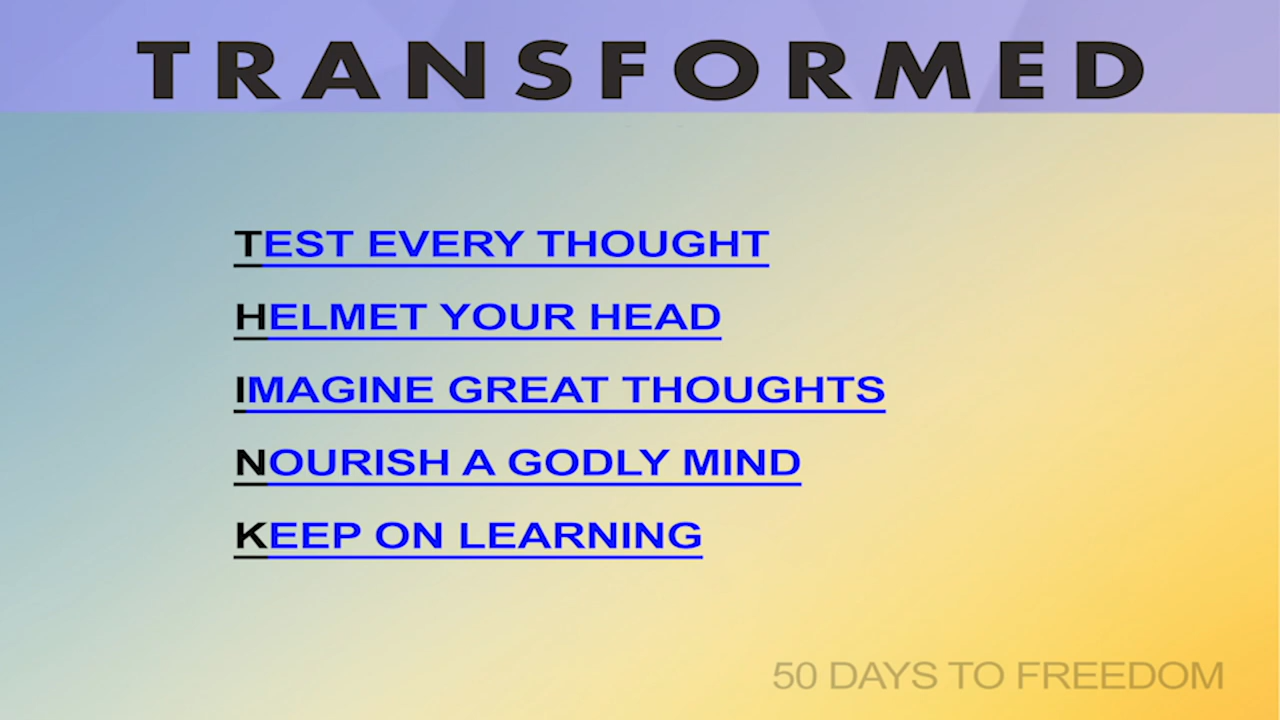 TRANSFORMED
TEST EVERY THOUGHT
HELMET YOUR HEAD
IMAGINE GREAT THOUGHTS
NOURISH A GODLY MIND
KEEP ON LEARNING
50 DAYS TO FREEDOM